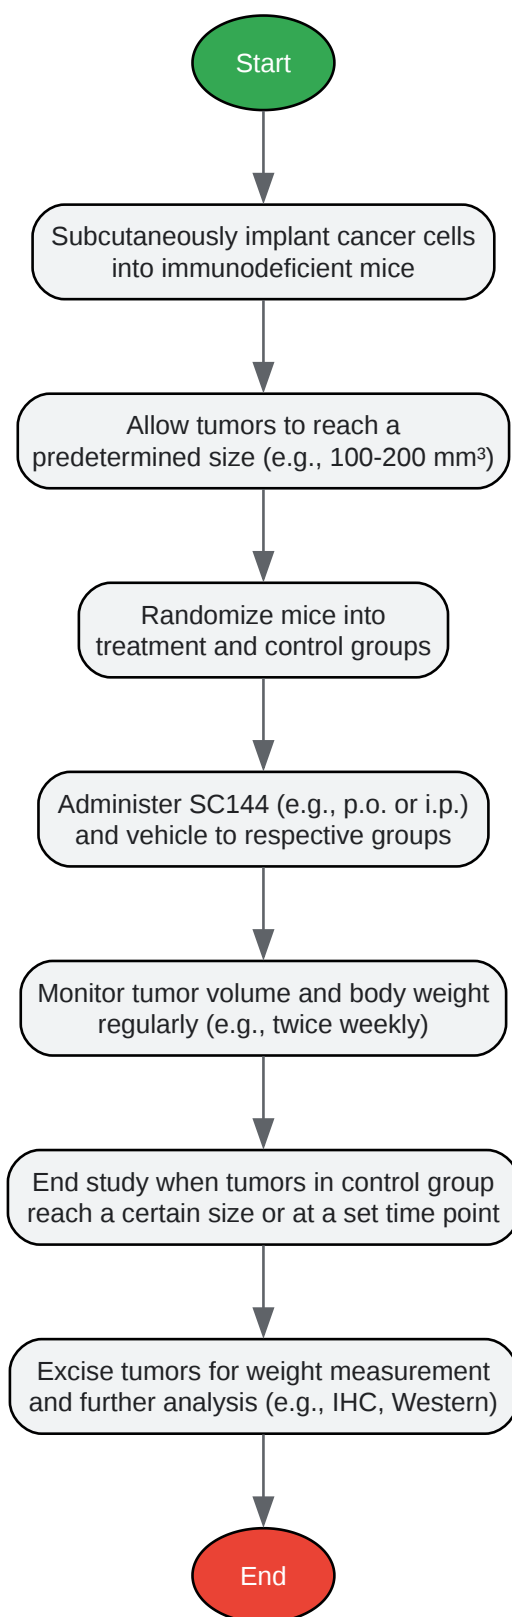 Start
Subcutaneously implant cancer cells
into immunodeficient mice
Allow tumors to reach a
predetermined size (e.g., 100-200 mm³)
Randomize mice into
treatment and control groups
Administer SC144 (e.g., p.o. or i.p.)
and vehicle to respective groups
Monitor tumor volume and body weight
regularly (e.g., twice weekly)
End study when tumors in control group
reach a certain size or at a set time point
Excise tumors for weight measurement
and further analysis (e.g., IHC, Western)
End